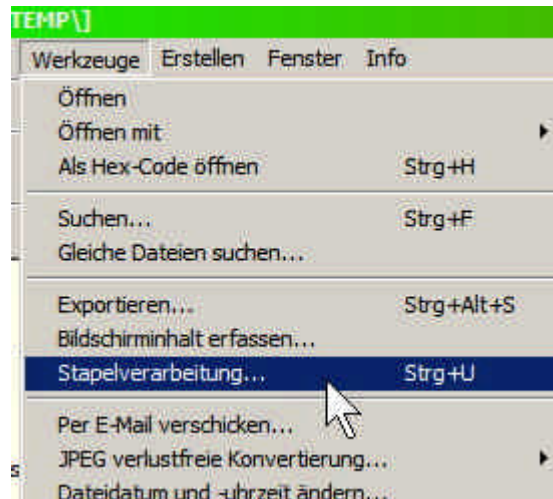 TEMP\]
Werkzeuge Erstellen Fenster Info
Öffnen
Öffnen mit
Als Hex-Code öffnen Strg+H
Suchen... Strg+F
Gleiche Dateien suchen...
Exportieren... Strg+Alt+S
Bildschirminhalt erfassen...
Stapelverarbeitung... Strg+U
Per E-Mail verschicken...
s JPEG verlustfreie Konvertierung...
Dateidatum und -uhrzeit ändern...